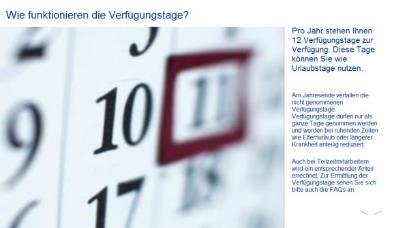 Wie funktionieren die Verfügungstage?
Pro Jahr stehen Ihnen
12 Verfügungstage zur
Verfügung. Diese Tage
können Sie wie
Urlaubstage nutzen.
Am Jahresende verfallen die
nicht genommenen
Verfügungstage.
Verfügungstage dürfen nur als
ganze Tage genommen werden
und werden bei ruhenden Zeiten
wie Elternurlaub oder längerer
Krankheit anteilig reduziert.
Auch bei Teilzeitmitarbeitern
wird ein entsprechender Anteil
errechnet. Zur Ermittlung der
Verfügungstage sehen Sie sich
bitte auch die FAQs an.
3
10
11
17